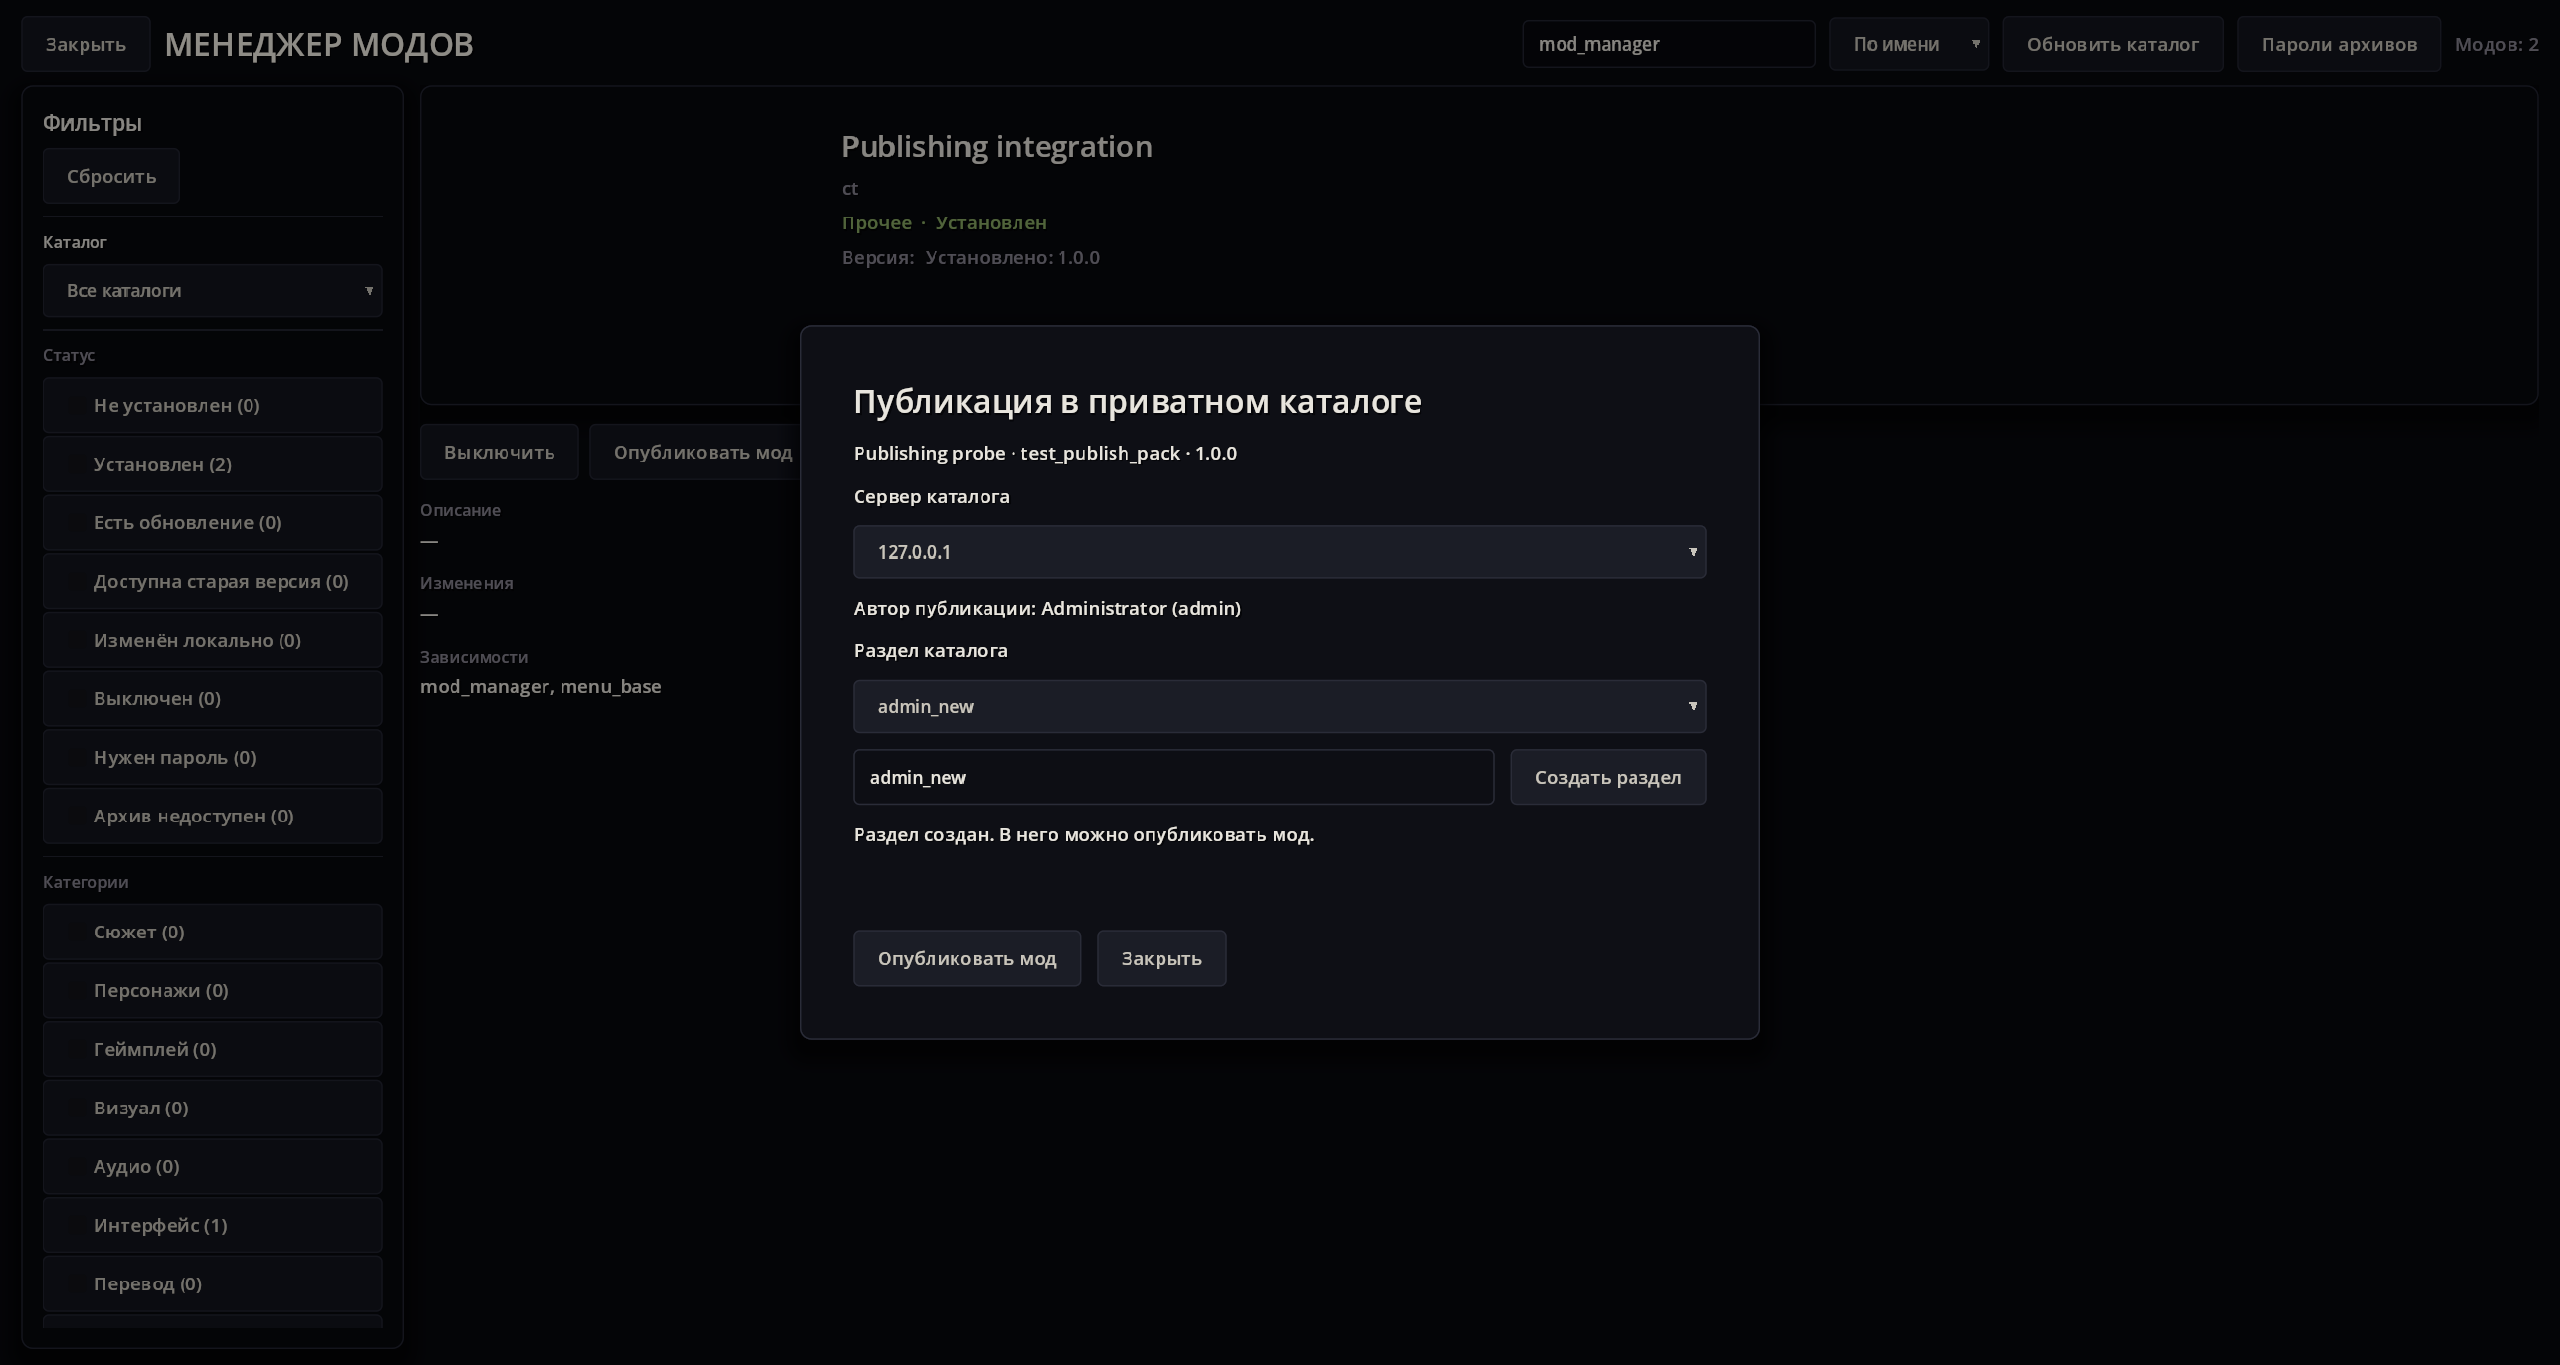 Закрыть
МЕНЕДЖЕР МОДОВ
mod_manager
По имени
Обновить каталог
Пароли архивов
Модов: 2
Фильтры
Сбросить
Каталог
Все каталоги
Статус
Не установлен (0)
Установлен (2)
Есть обновление (0)
Доступна старая версия (0)
Изменён локально (0)
Выключен (0)
Нужен пароль (0)
Архив недоступен (0)
Категории
Сюжет (0)
Персонажи (0)
Геймплей (0)
Визуал (0)
Аудио (0)
Интерфейс (1)
Перевод (0)
Publishing integration
ct
Прочее · Установлен
Версия: Установлено: 1.0.0
Выключить
Опубликовать мод
Описание
—
Изменения
—
Зависимости
mod_manager, menu_base
Публикация в приватном каталоге
Publishing probe · test_publish_pack · 1.0.0
Сервер каталога
127.0.0.1
Автор публикации: Administrator (admin)
Раздел каталога
admin_new
admin_new
Создать раздел
Раздел создан. В него можно опубликовать мод.
Опубликовать мод
Закрыть